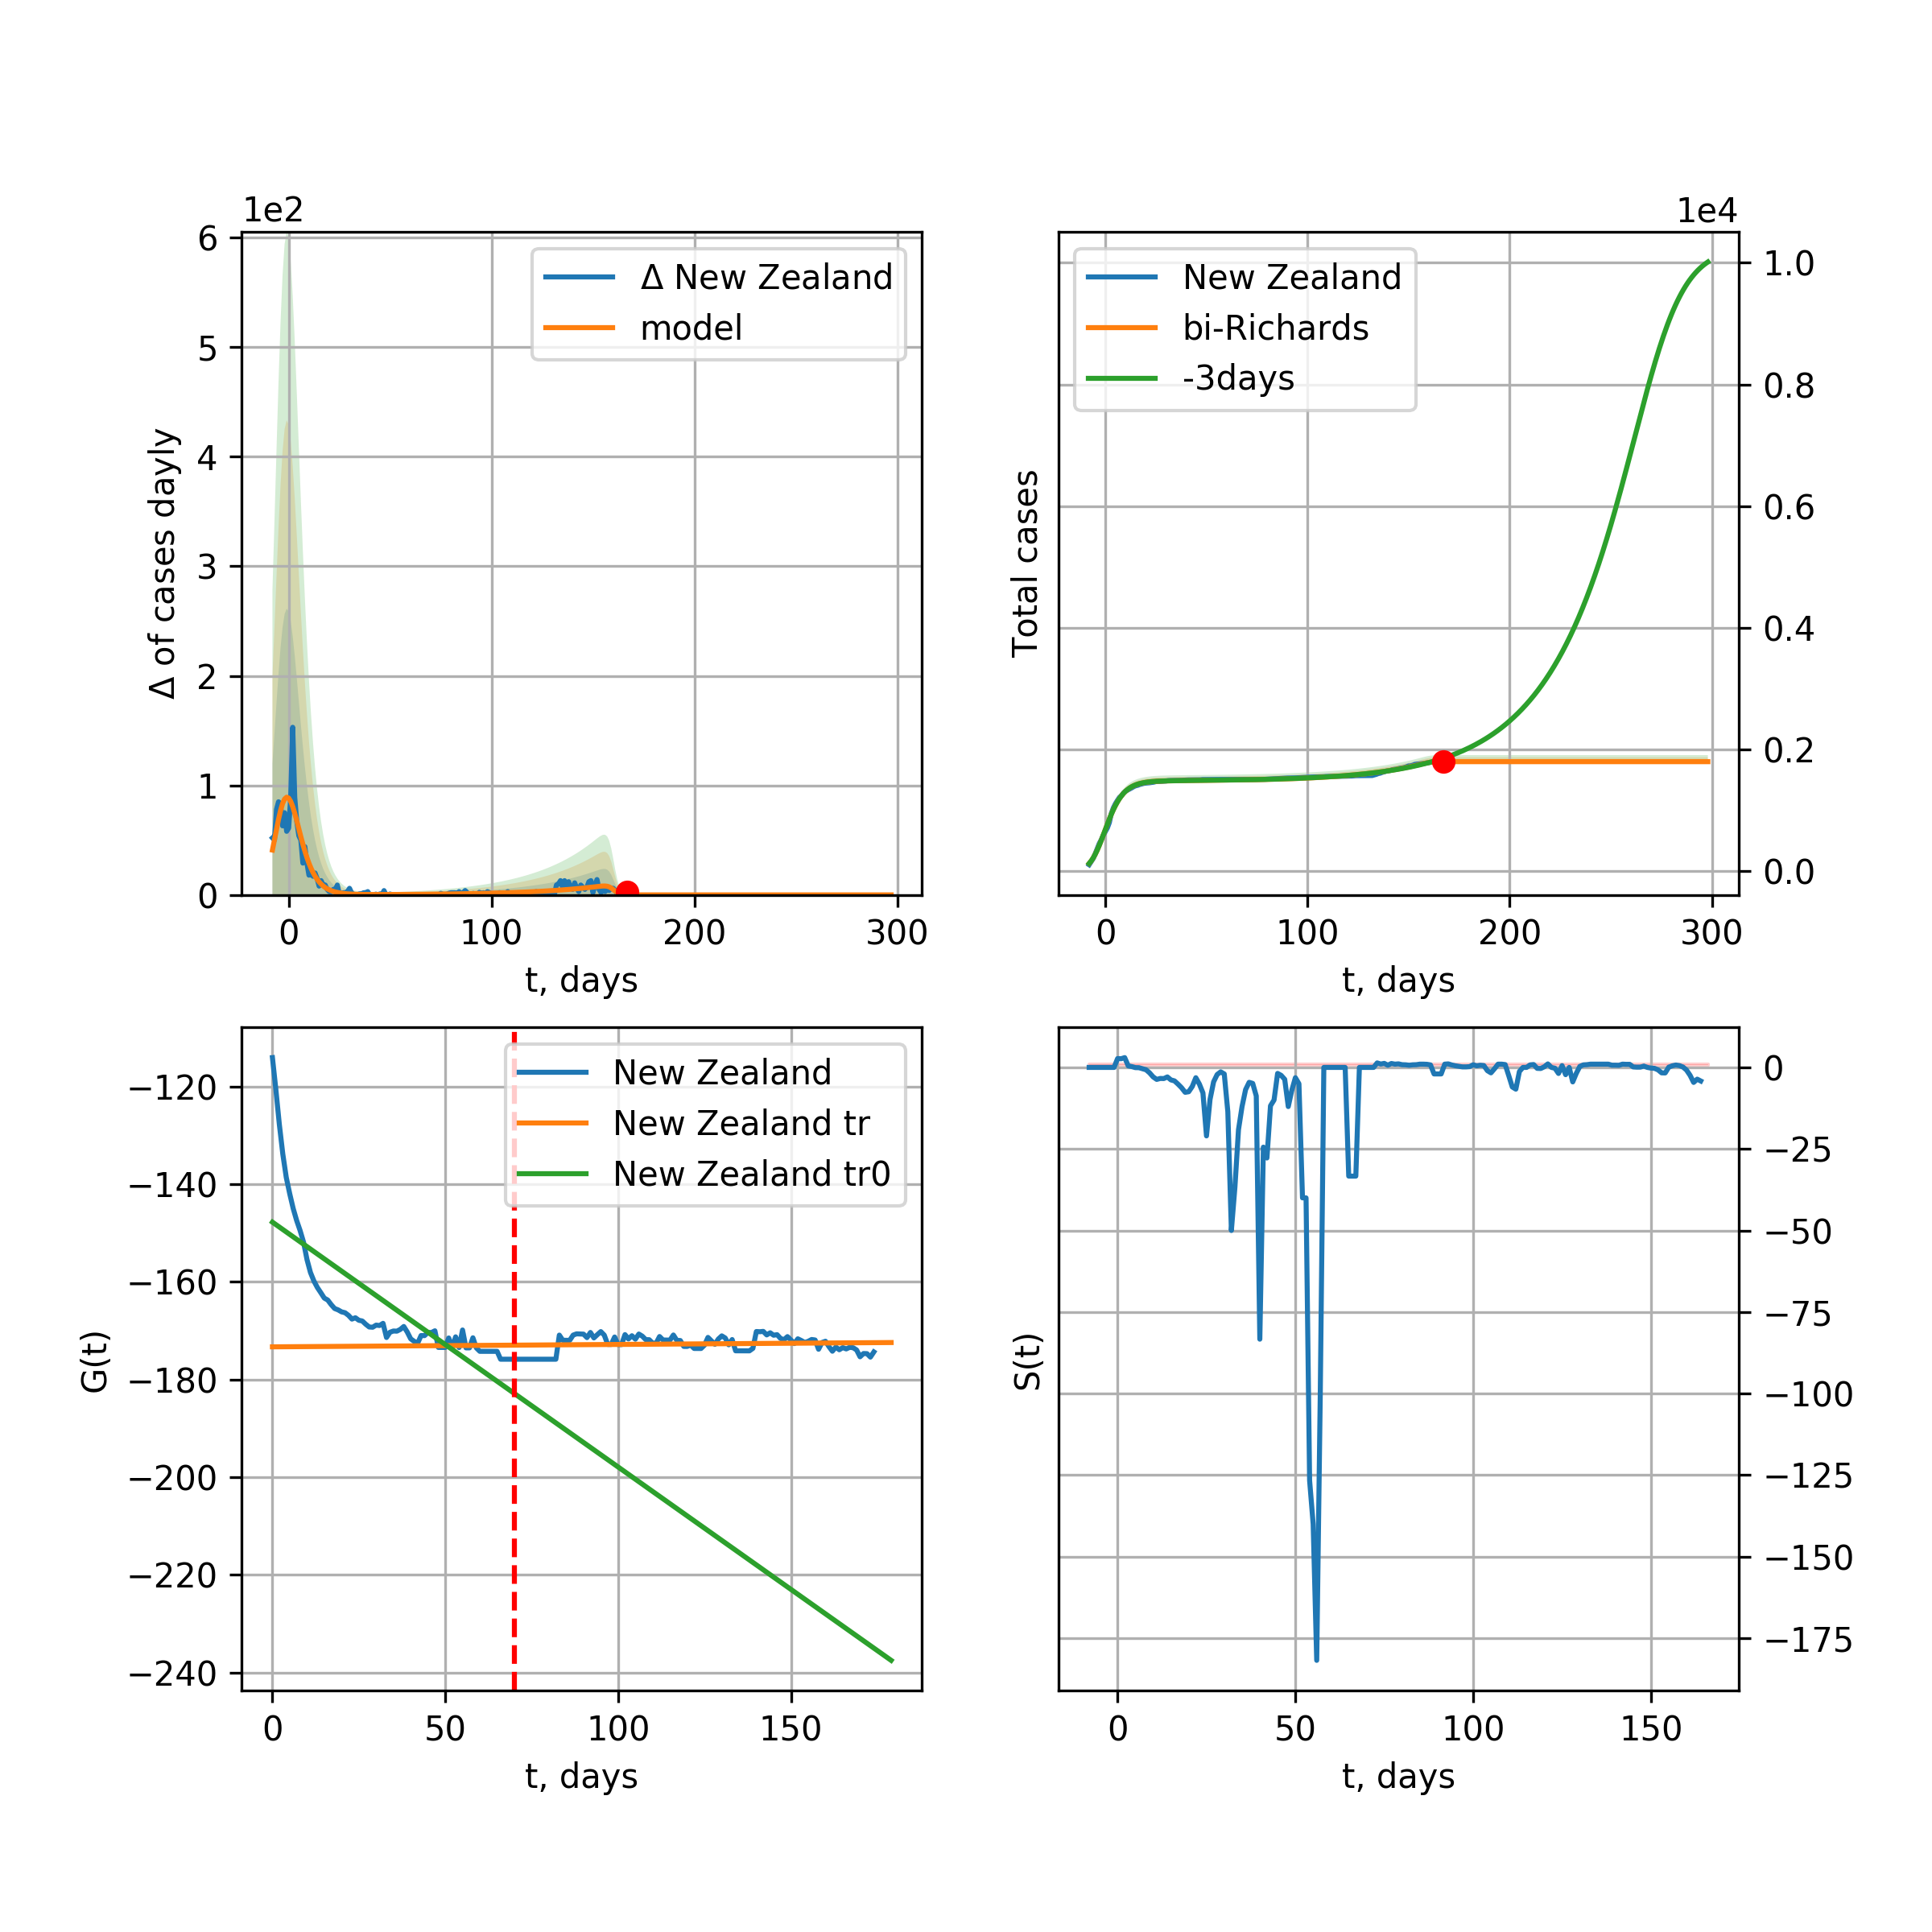 1e2
6
5
4
3
2
1
0
Δ of cases dayly
Δ New Zealand
model
0 100 200 300
t, days
1e4
New Zealand
bi-Richards
-3days
Total cases
1.0
0.8
0.6
0.4
0.2
0.0
0 100 200 300
t, days
−120
−140
−160
−180
−200
−220
−240
G(t)
New Zealand
New Zealand tr
New Zealand tr0
0 50 100 150
t, days
S(t)
0
−25
−50
−75
−100
−125
−150
−175
0 50 100 150
t, days